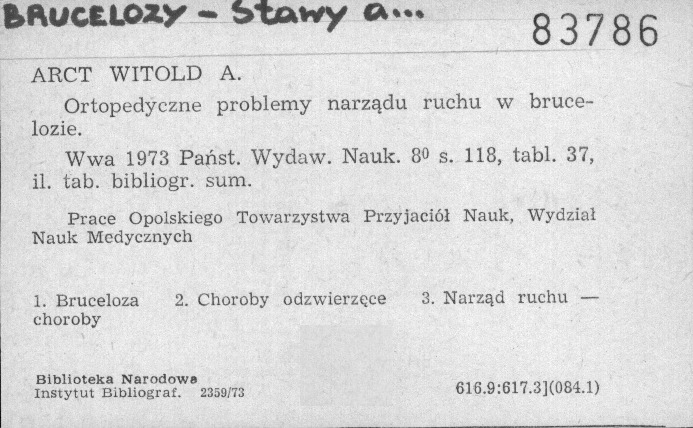 BRUCELOZY - Stawy a...
83786
ARCT WITOLD A.
Ortopedyczne problemy narządu ruchu w bruce-
lozie.
Wwa 1973 Państ. Wydaw. Nauk. 8⁰ s. 118, tabl. 37,
il. tab. bibliogr. sum.
Prace Opolskiego Towarzystwa Przyjaciół Nauk, Wydział
Nauk Medycznych
1. Bruceloza 2. Choroby odzwierzęce 3. Narząd ruchu —
choroby
Biblioteka Narodowa
Instytut Bibliograf. 2359/73
616.9:617.3](084.1)